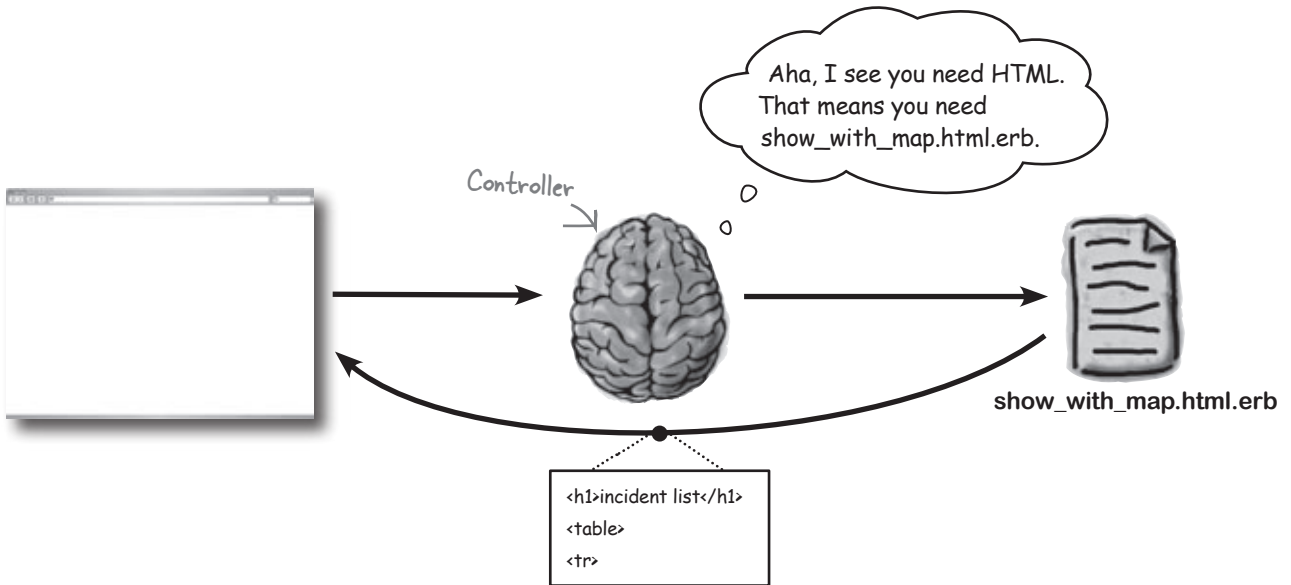 Aha, I see you need HTML.
That means you need
show_with_map.html.erb.
Controller
show_with_map.html.erb
<h1>incident list</h1>
<table>
<tr>